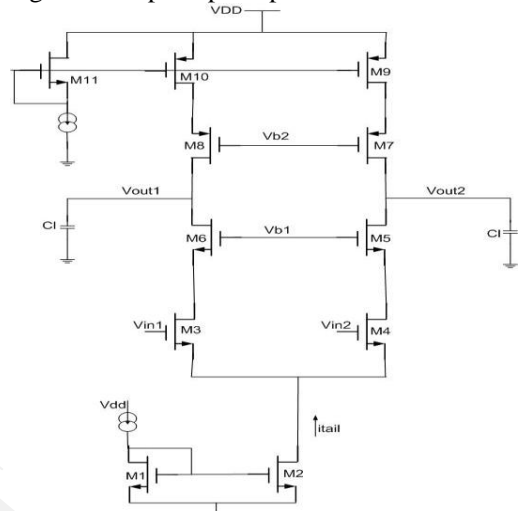 VDD
M11
M10
M9
M8
Vb2
M7
Vout1
Vout2
Cl
M6
Vb1
M5
Cl
Vin1
M3
Vin2
M4
Vdd
itail
M1
M2